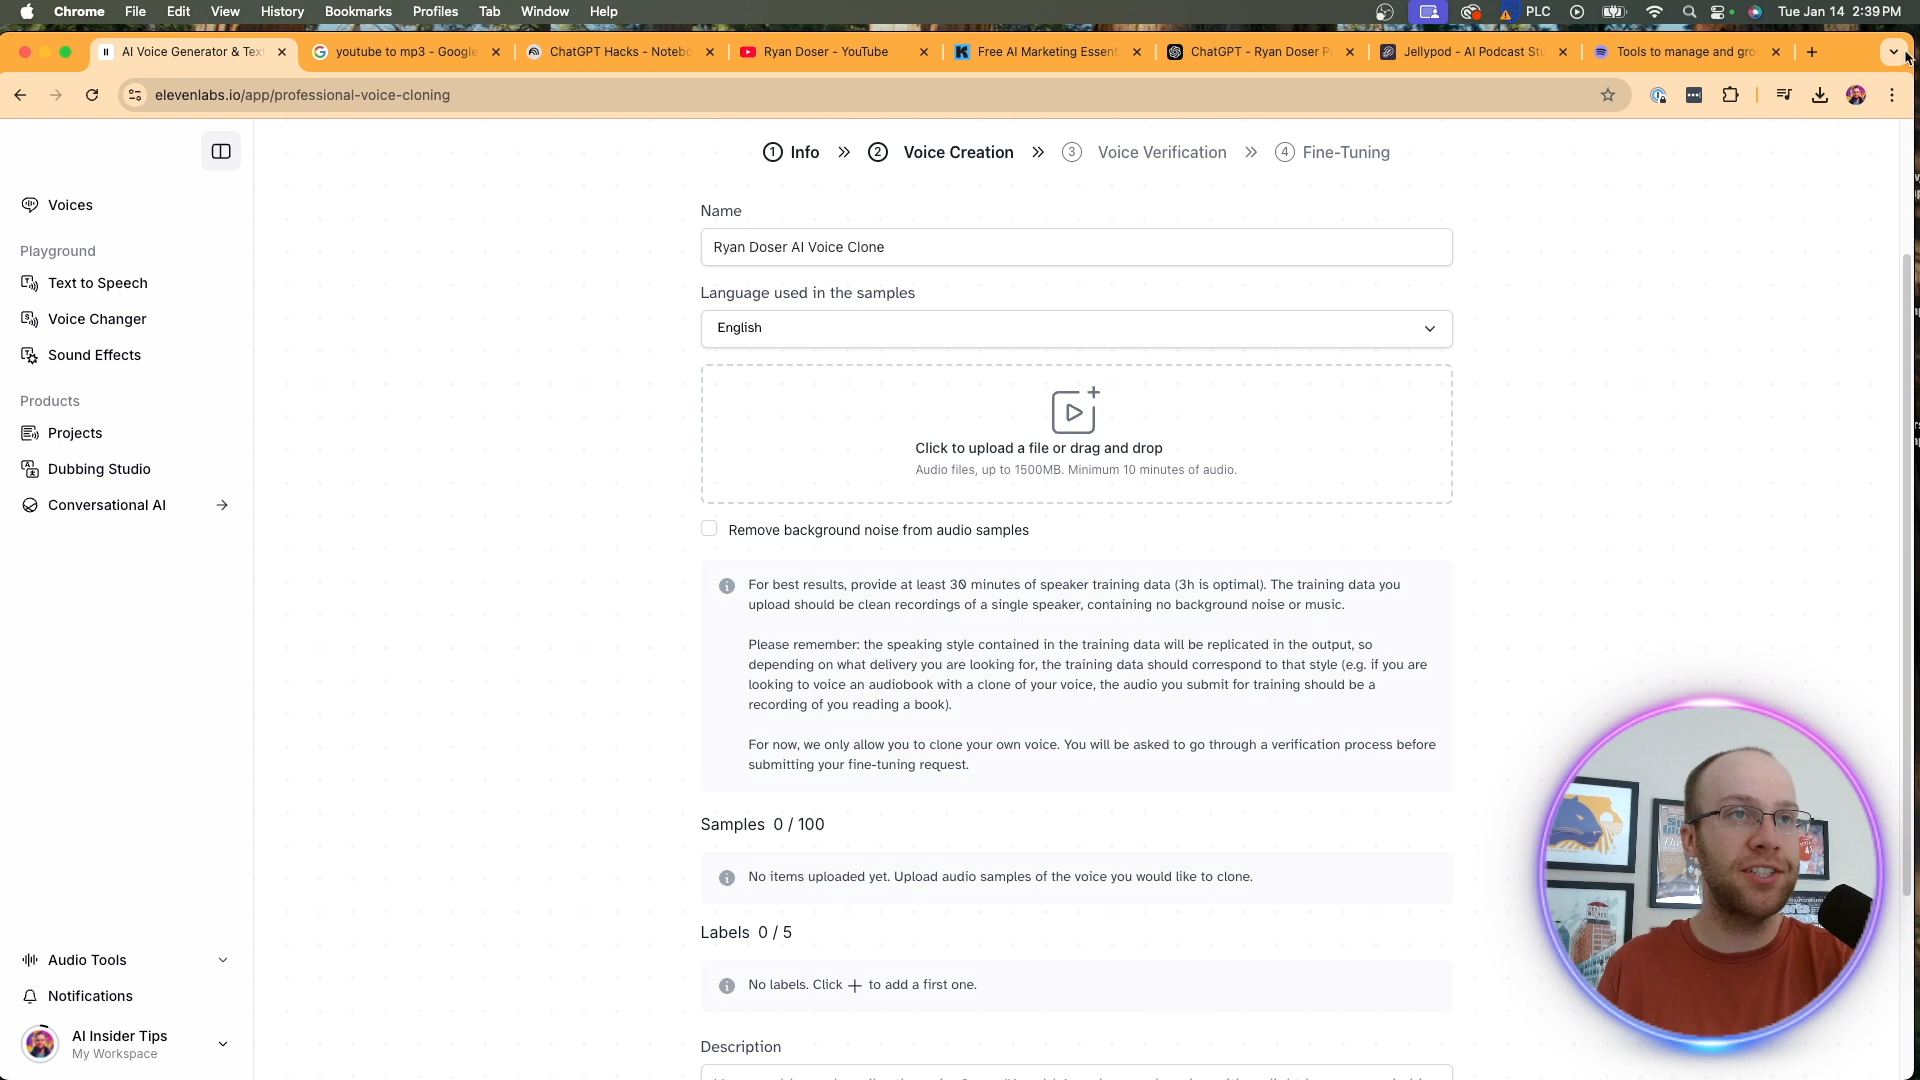 Chrome File Edit View History Bookmarks Profiles Tab Window Help PLC Tue Jan 14 2:39 PM
AI Voice Generator & Tex youtube to mp3 - Google ChatGPT Hacks - Notebo Ryan Doser - YouTube Free AI Marketing Essent ChatGPT - Ryan Doser P Jellypod - AI Podcast Stu Tools to manage and gro
elevenlabs.io/app/professional-voice-cloning
1 Info 2 Voice Creation 3 Voice Verification 4 Fine-Tuning
Voices
Playground
Text to Speech
Voice Changer
Sound Effects
Products
Projects
Dubbing Studio
Conversational AI
Audio Tools
Notifications
AI Insider Tips
My Workspace
Name
Ryan Doser AI Voice Clone
Language used in the samples
English
Click to upload a file or drag and drop
Audio files, up to 1500MB. Minimum 10 minutes of audio.
Remove background noise from audio samples
For best results, provide at least 30 minutes of speaker training data (3h is optimal). The training data you
upload should be clean recordings of a single speaker, containing no background noise or music.
Please remember: the speaking style contained in the training data will be replicated in the output, so
depending on what delivery you are looking for, the training data should correspond to that style (e.g. if you are
looking to voice an audiobook with a clone of your voice, the audio you submit for training should be a
recording of you reading a book).
For now, we only allow you to clone your own voice. You will be asked to go through a verification process before
submitting your fine-tuning request.
Samples 0 / 100
No items uploaded yet. Upload audio samples of the voice you would like to clone.
Labels 0 / 5
No labels. Click + to add a first one.
Description